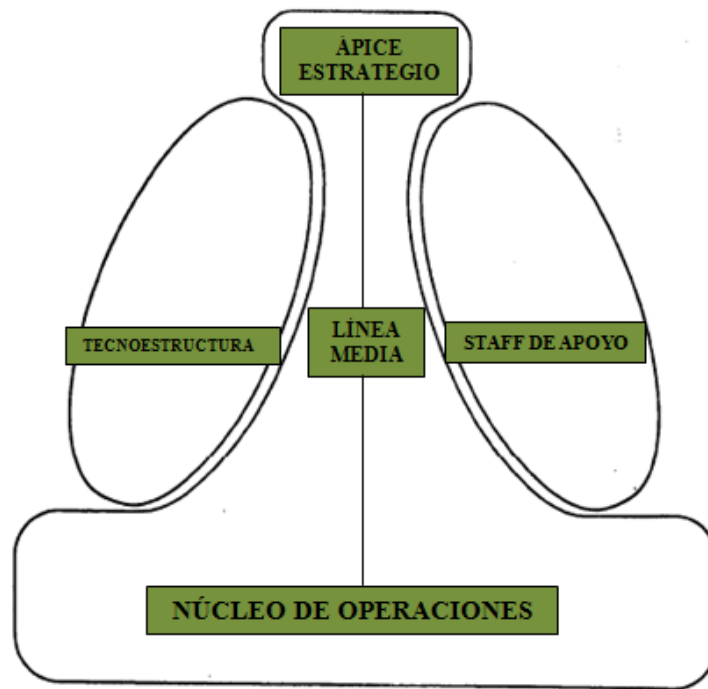 ÁPICE
ESTRATEGIO
TECNOESTRUCTURA
LÍNEA
MEDIA
STAFF DE APOYO
NÚCLEO DE OPERACIONES